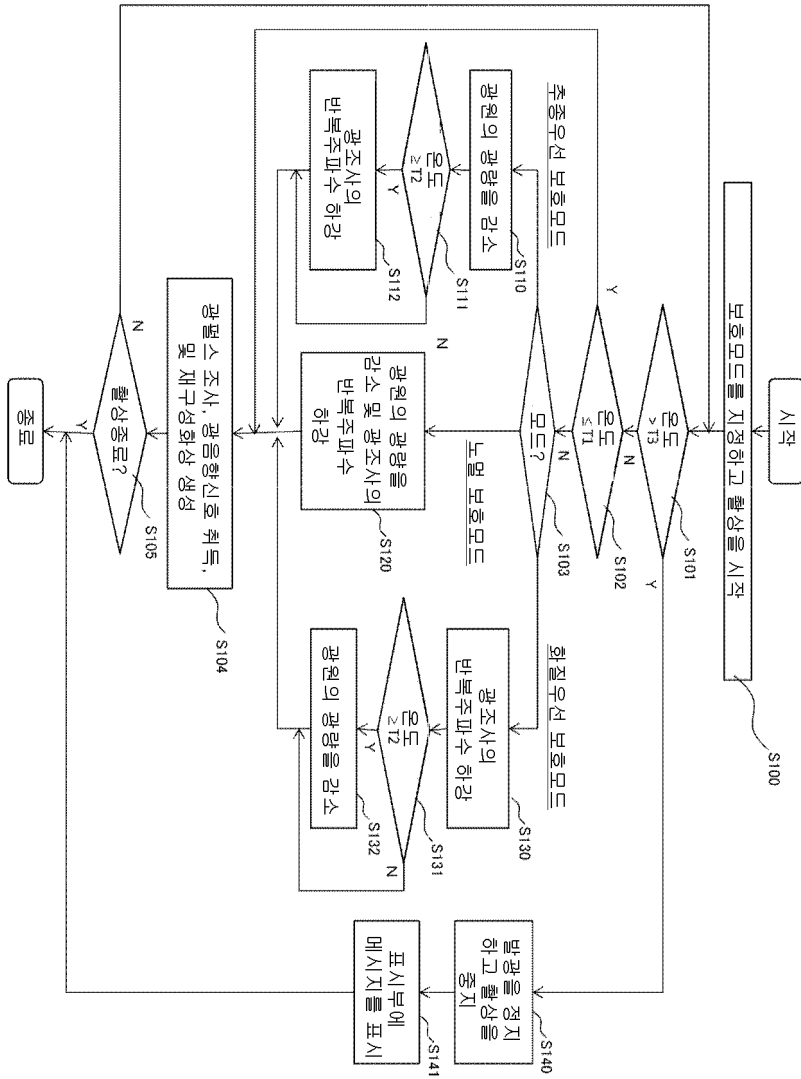 시작
보호모드를 지정하고 촬상을 시작
S100
온도
> T3
S101
Y
N
온도
≤ T1
S102
Y
N
모드?
S103
추종우선 보호모드
노멀 보호모드
화질우선 보호모드
광원의 광량을 감소
S110
온도
≥ T2
S111
Y
N
광조사의
반복주파수 하강
S112
광원의 광량을
감소 및 광조사의
반복주파수
하강
S120
광조사의
반복주파수 하강
S130
온도
≥ T2
S131
Y
N
광원의 광량을 감소
S132
발광을 정지
하고 촬상을
중지
S140
표시부에
메시지를 표시
S141
광펄스 조사, 광음향신호 취득,
및 재구성화상 생성
S104
촬상종료?
S105
N
Y
종료